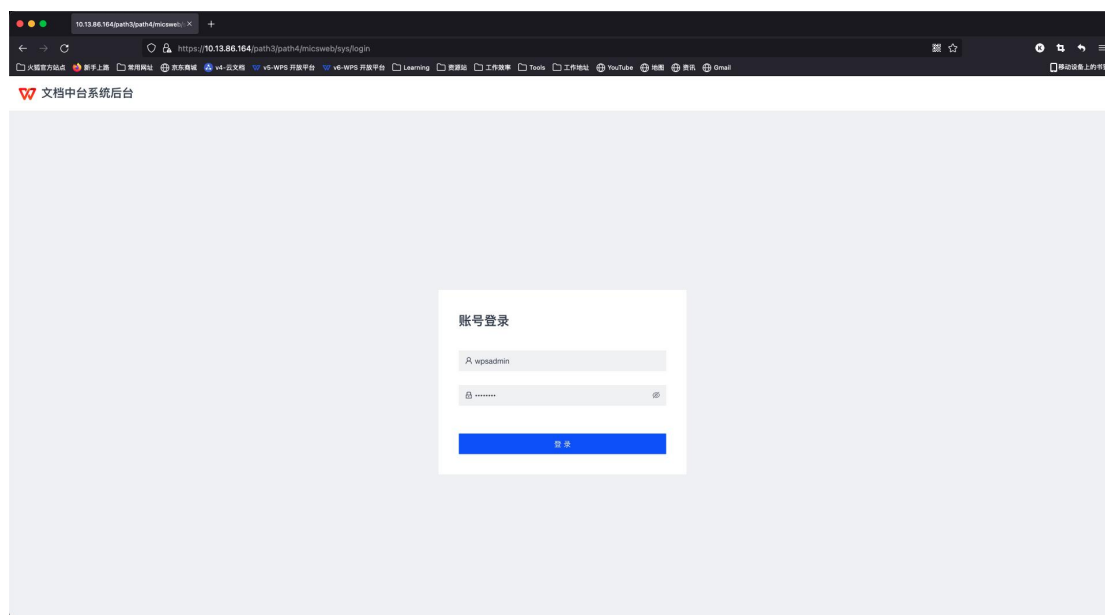 10.13.86.164/path3/path4/micsweb/s
https://10.13.86.164/path3/path4/micsweb/sys/login
火狐官方站点 新手上路 常用网址 京东商城 v4-云文档 v5-WPS 开放平台 v6-WPS 开放平台 Learning 资源站 工作效率 Tools 工作地址 YouTube 地图 资讯 Gmail 移动设备上的书签
文档中台系统后台
账号登录
wpsadmin
••••••••
登 录